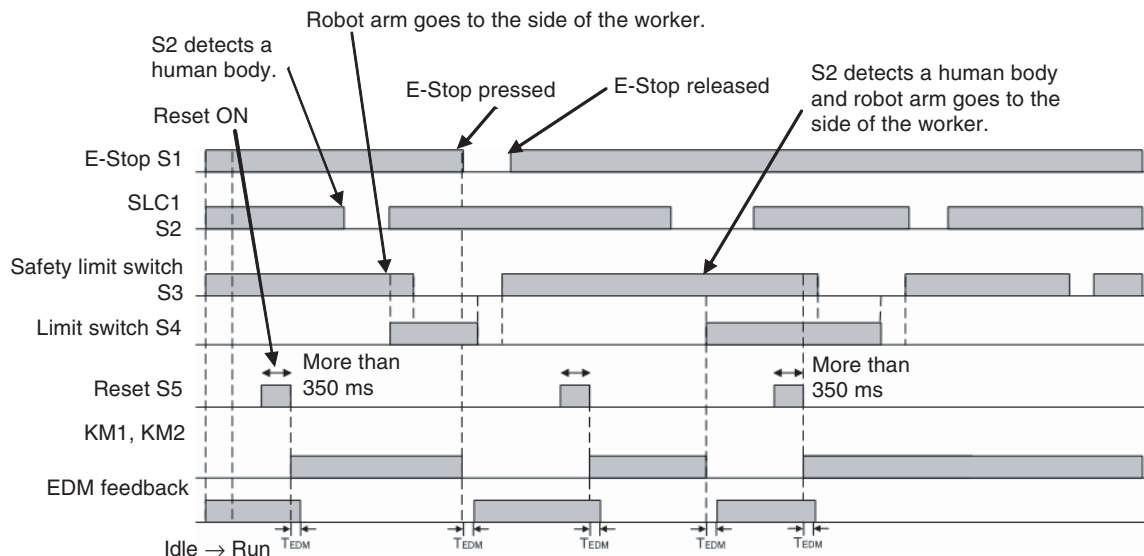 Robot arm goes to the side of the worker.
S2 detects a
human body.
E-Stop pressed
E-Stop released
S2 detects a human body
and robot arm goes to the
side of the worker.
Reset ON
E-Stop S1
SLC1
S2
Safety limit switch
S3
Limit switch S4
More than
350 ms
More than
350 ms
Reset S5
KM1, KM2
EDM feedback
TEDM
TEDM
TEDM
TEDM
TEDM
Idle → Run